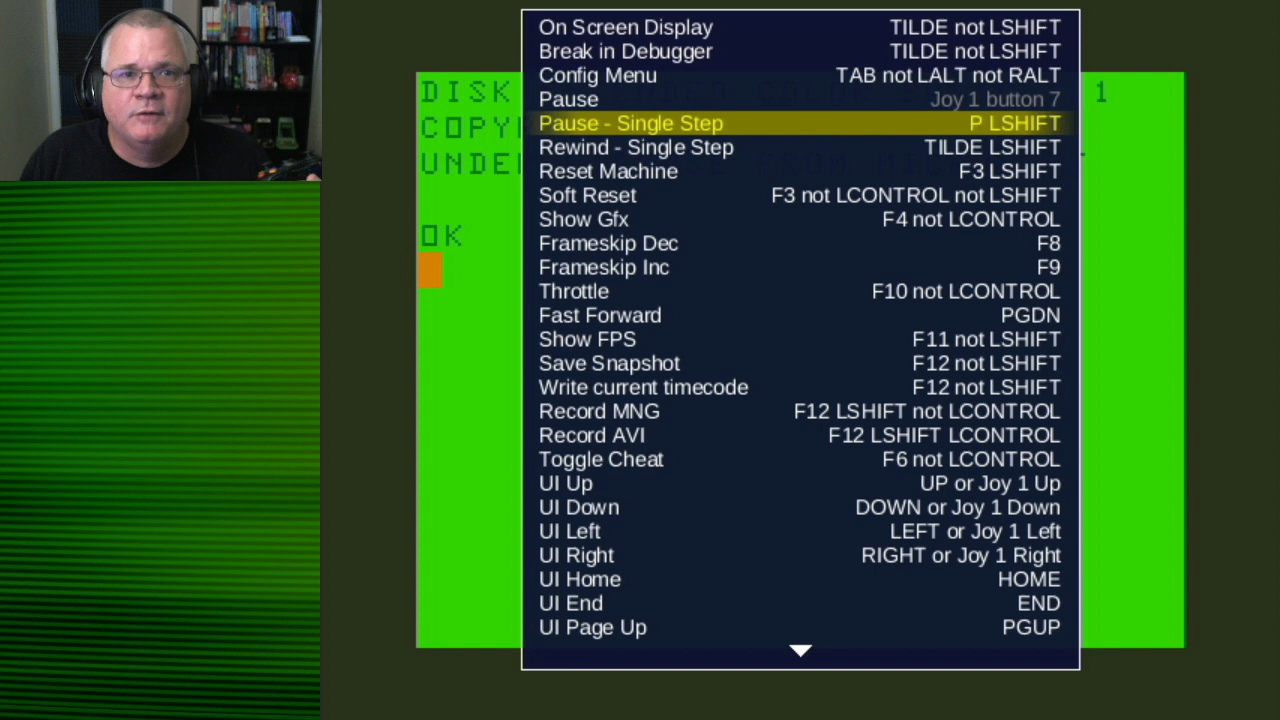 On Screen Display TILDE not LSHIFT
Break in Debugger TILDE not LSHIFT
Config Menu TAB not LALT not RALT
DISK 1
Pause Joy 1 button 7
COPY
Pause - Single Step P LSHIFT
Rewind - Single Step TILDE LSHIFT
UNDE FROM
Reset Machine F3 LSHIFT
Soft Reset F3 not LCONTROL not LSHIFT
Show Gfx F4 not LCONTROL
OK
Frameskip Dec F8
Frameskip Inc F9
Throttle F10 not LCONTROL
Fast Forward PGDN
Show FPS F11 not LSHIFT
Save Snapshot F12 not LSHIFT
Write current timecode F12 not LSHIFT
Record MNG F12 LSHIFT not LCONTROL
Record AVI F12 LSHIFT LCONTROL
Toggle Cheat F6 not LCONTROL
UI Up UP or Joy 1 Up
UI Down DOWN or Joy 1 Down
UI Left LEFT or Joy 1 Left
UI Right RIGHT or Joy 1 Right
UI Home HOME
UI End END
UI Page Up PGUP